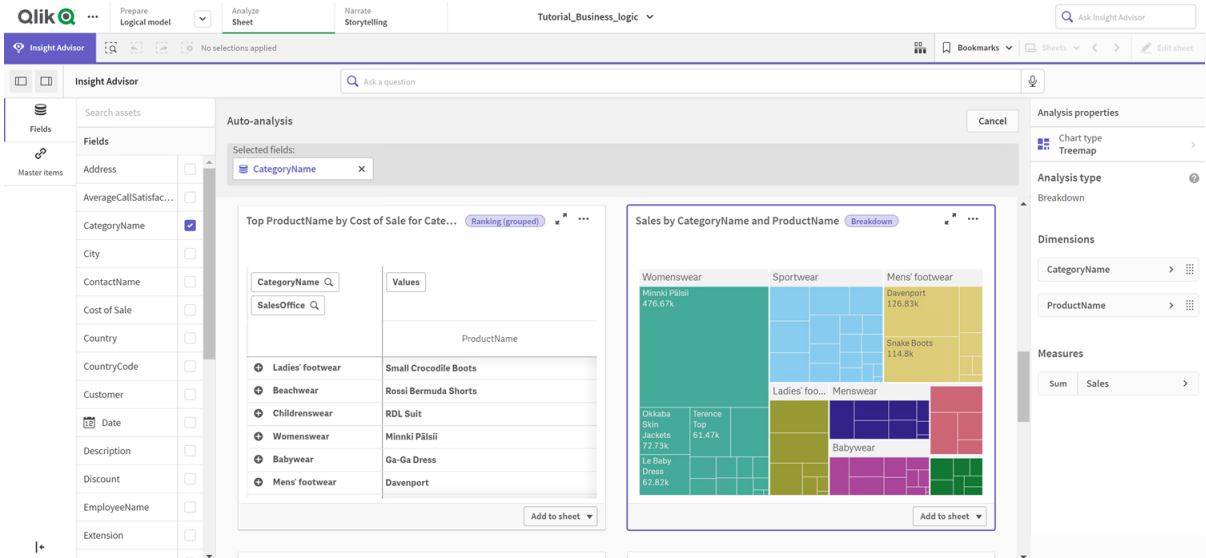 Qlik
Prepare
Logical model
Analyze
Sheet
Narrate
Storytelling
Tutorial_Business_logic
Ask Insight Advisor
Insight Advisor
No selections applied
Bookmarks
Sheets
Edit sheet
Insight Advisor
Ask a question
Fields
Master items
Search assets
Fields
Address
AverageCallSatisfac...
CategoryName
City
ContactName
Cost of Sale
Country
CountryCode
Customer
Date
Description
Discount
EmployeeName
Extension
Auto-analysis
Cancel
Selected fields:
CategoryName
Top ProductName by Cost of Sale for Cate...
Ranking (grouped)
CategoryName
Values
SalesOffice
ProductName
Ladies' footwear
Small Crocodile Boots
Beachwear
Rossi Bermuda Shorts
Childrenswear
RDL Suit
Womenswear
Minnki Pälsii
Babywear
Ga-Ga Dress
Mens' footwear
Davenport
Add to sheet
Sales by CategoryName and ProductName
Breakdown
Womenswear
Sportwear
Mens' footwear
Minnki Pälsii
476.67k
Davenport
126.83k
Snake Boots
114.8k
Ladies' foo...
Menswear
Okkaba
Skin
Jackets
72.73k
Terence
Top
61.47k
Babywear
Le Baby
Dress
62.82k
Add to sheet
Analysis properties
Chart type
Treemap
Analysis type
Breakdown
Dimensions
CategoryName
ProductName
Measures
Sum
Sales